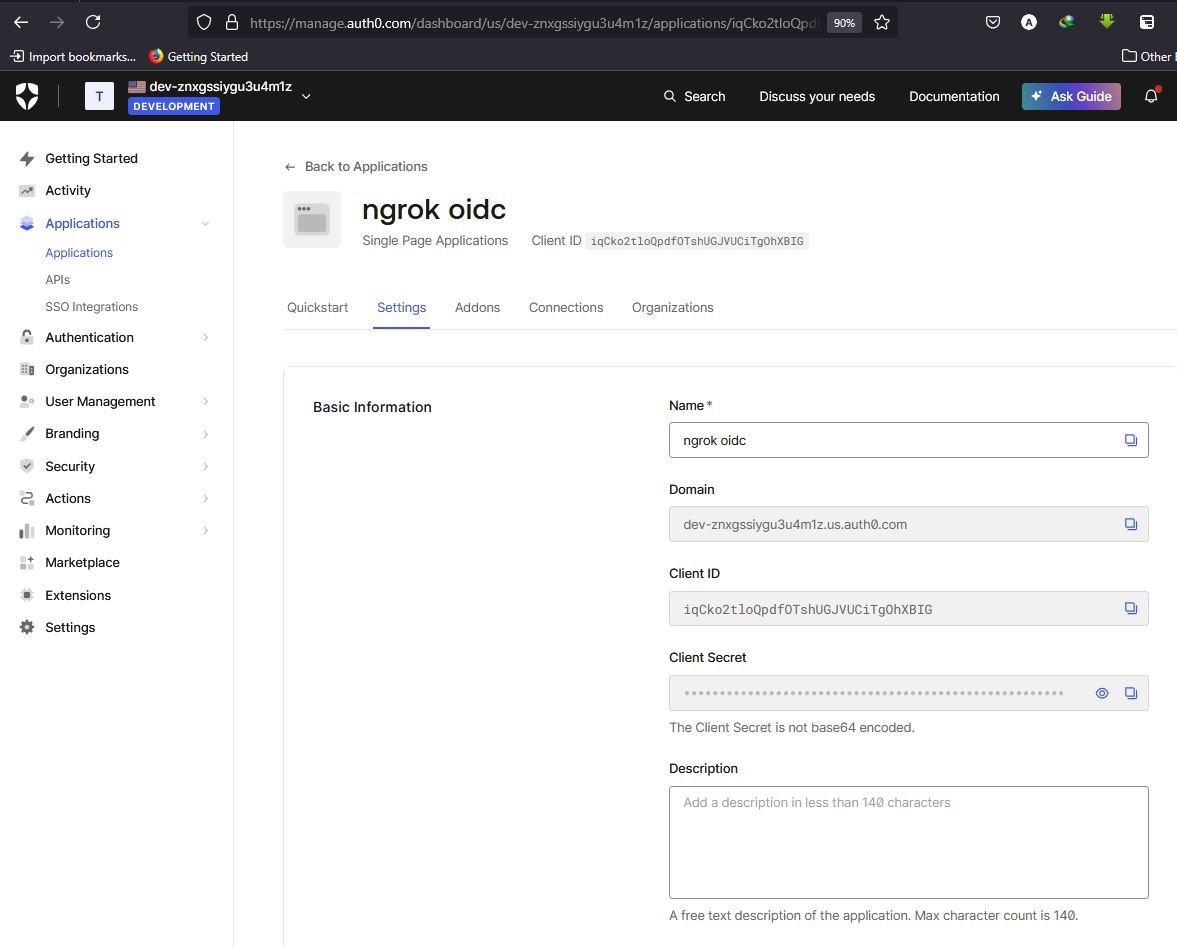 https://manage.auth0.com/dashboard/us/dev-znxgssiygu3u4m1z/applications/iqCko2tloQpdf
90%
Import bookmarks...
Getting Started
Other
T
dev-znxgssiygu3u4m1z
DEVELOPMENT
Search
Discuss your needs
Documentation
Ask Guide
Getting Started
Activity
Applications
Applications
APIs
SSO Integrations
Authentication
Organizations
User Management
Branding
Security
Actions
Monitoring
Marketplace
Extensions
Settings
← Back to Applications
ngrok oidc
Single Page Applications Client ID iqCko2tloQpdfOTshUGJVUCiTgOhXBIG
Quickstart Settings Addons Connections Organizations
Basic Information
Name *
ngrok oidc
Domain
dev-znxgssiygu3u4m1z.us.auth0.com
Client ID
iqCko2tloQpdfOTshUGJVUCiTgOhXBIG
Client Secret
The Client Secret is not base64 encoded.
Description
Add a description in less than 140 characters
A free text description of the application. Max character count is 140.